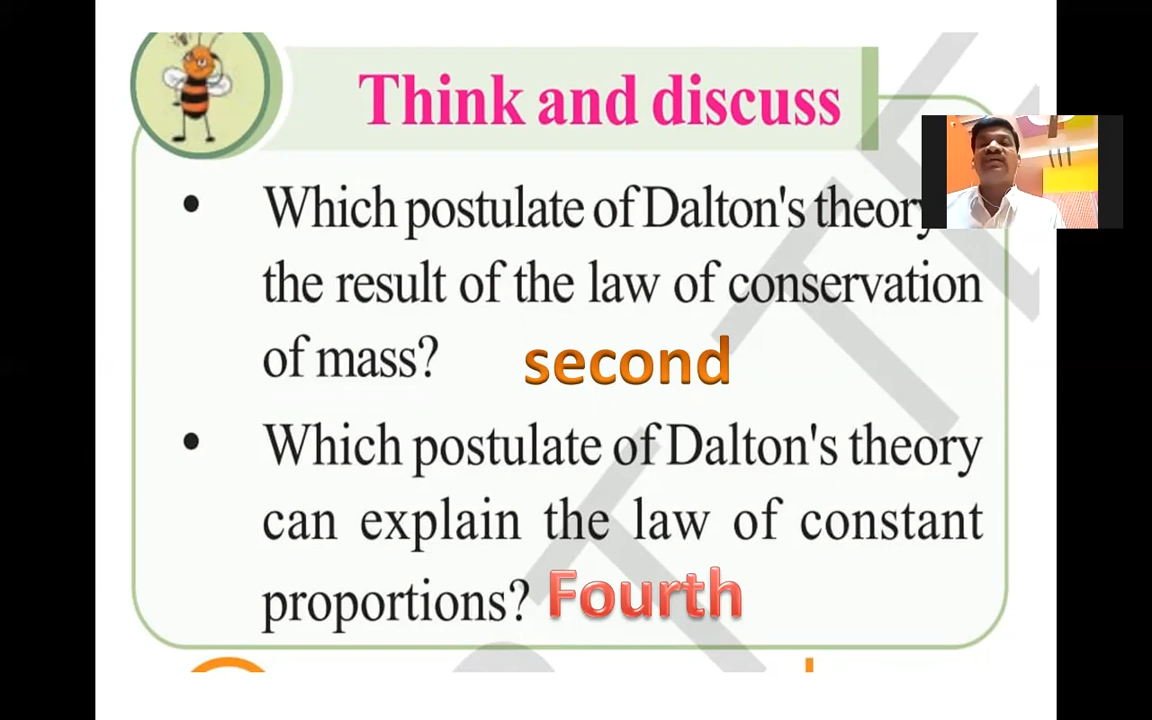 Think and discuss
• Which postulate of Dalton's theory
the result of the law of conservation
of mass? second
• Which postulate of Dalton's theory
can explain the law of constant
proportions? Fourth